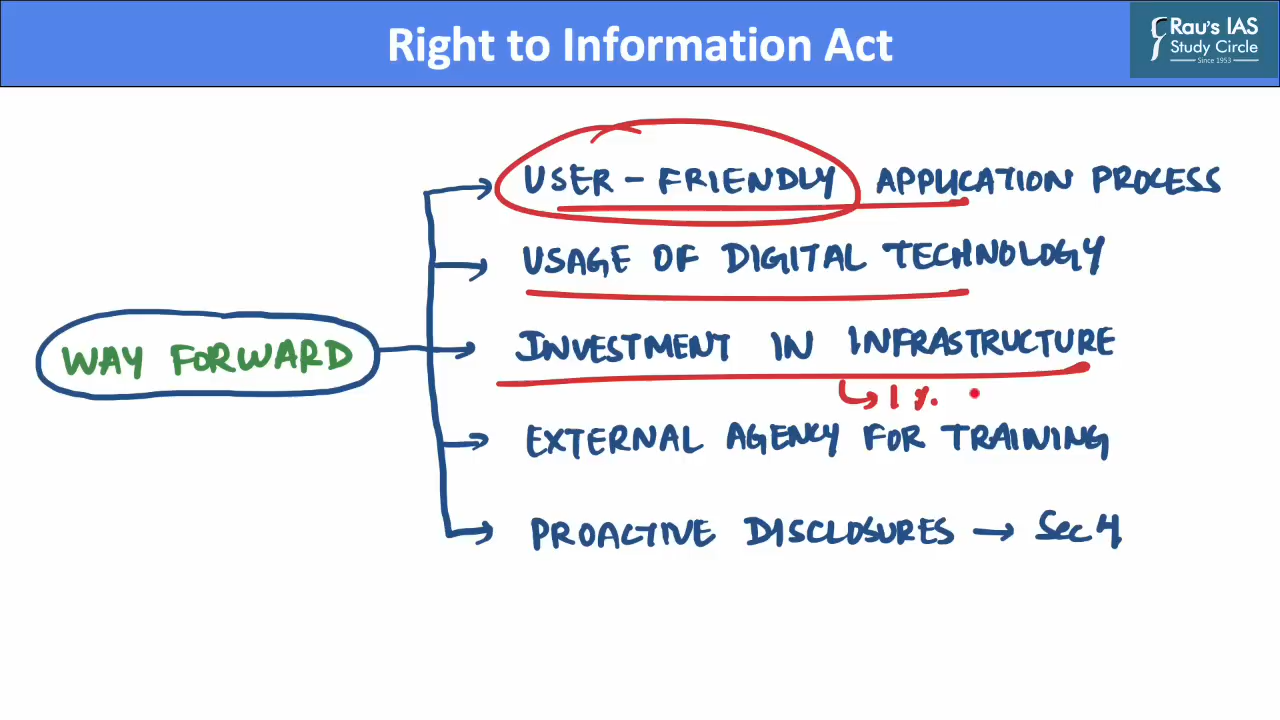 Right to Information Act
Rau's IAS
Study Circle
Since 1953
USER - FRIENDLY APPLICATION PROCESS
USAGE OF DIGITAL TECHNOLOGY
WAY FORWARD
INVESTMENT IN INFRASTRUCTURE
1 %.
EXTERNAL AGENCY FOR TRAINING
PROACTIVE DISCLOSURES → Sec 4